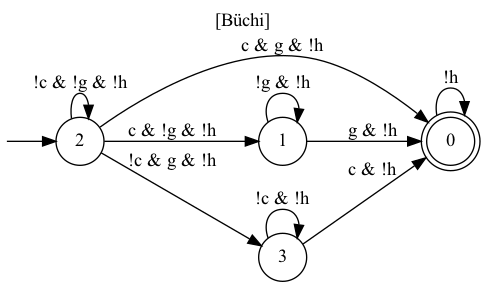 [Büchi]
c & g & !h
!c & !g & !h
!g & !h
!h
2
c & !g & !h
1
g & !h
0
!c & g & !h
c & !h
!c & !h
3